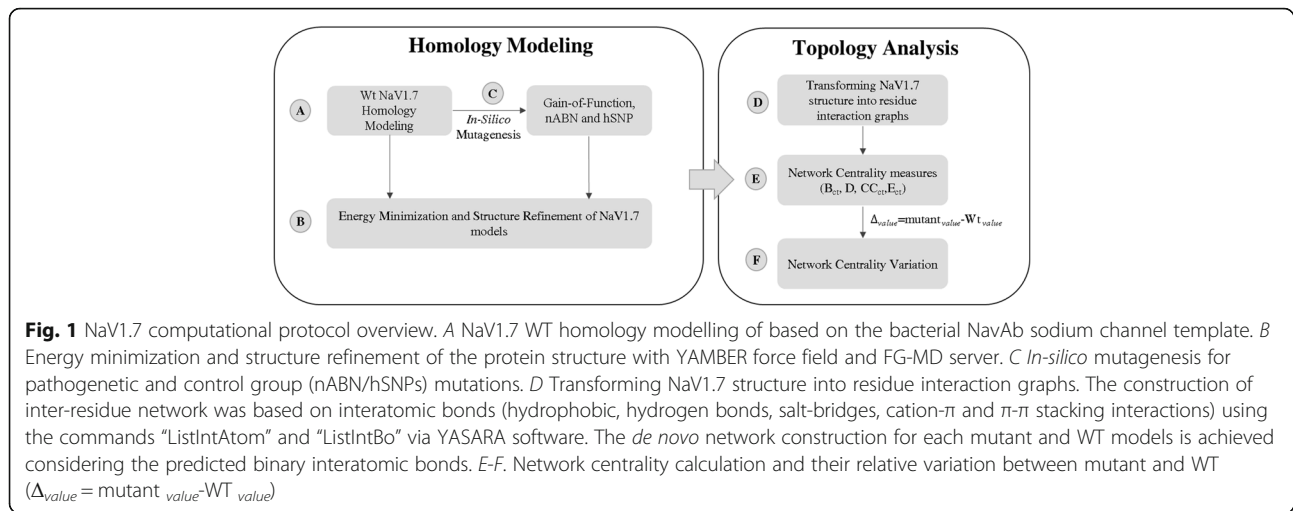 Homology Modeling
A
Wt NaV1.7
Homology
Modeling
C
In-Silico
Mutagenesis
Gain-of-Function,
nABN and hSNP
B
Energy Minimization and Structure Refinement of NaV1.7
models
Topology Analysis
D
Transforming NaV1.7
structure into residue
interaction graphs
E
Network Centrality measures
(Bct, D, CCct,Ect)
Δvalue=mutantvalue-Wtvalue
F
Network Centrality Variation
Fig. 1 NaV1.7 computational protocol overview. A NaV1.7 WT homology modelling of based on the bacterial NavAb sodium channel template. B
Energy minimization and structure refinement of the protein structure with YAMBER force field and FG-MD server. C In-silico mutagenesis for
pathogenetic and control group (nABN/hSNPs) mutations. D Transforming NaV1.7 structure into residue interaction graphs. The construction of
inter-residue network was based on interatomic bonds (hydrophobic, hydrogen bonds, salt-bridges, cation-π and π-π stacking interactions) using
the commands “ListIntAtom” and “ListIntBo” via YASARA software. The de novo network construction for each mutant and WT models is achieved
considering the predicted binary interatomic bonds. E-F. Network centrality calculation and their relative variation between mutant and WT
(Δvalue = mutant value-WT value)